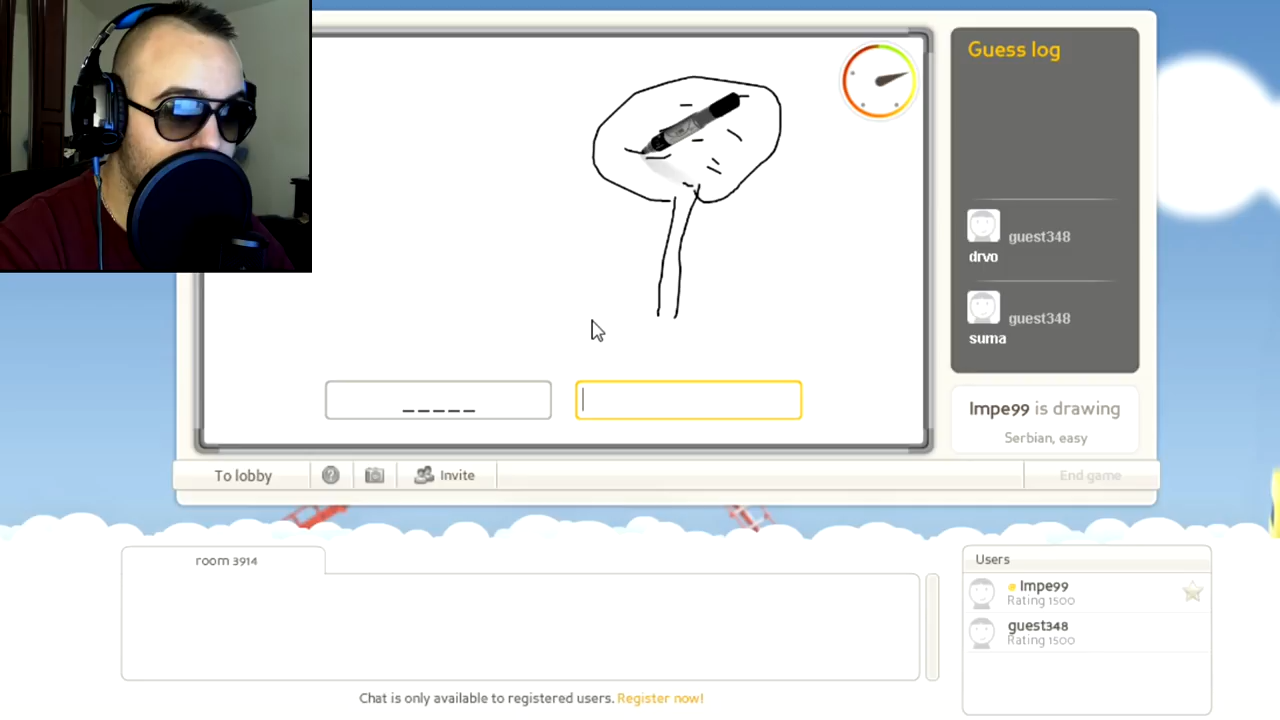 Guess log
guest348
drvo
guest348
suma
_ _ _ _ _
Impe99 is drawing
Serbian, easy
To lobby
?
Invite
End game
room 3914
Users
Impe99
Rating 1500
guest348
Rating 1500
Chat is only available to registered users. Register now!